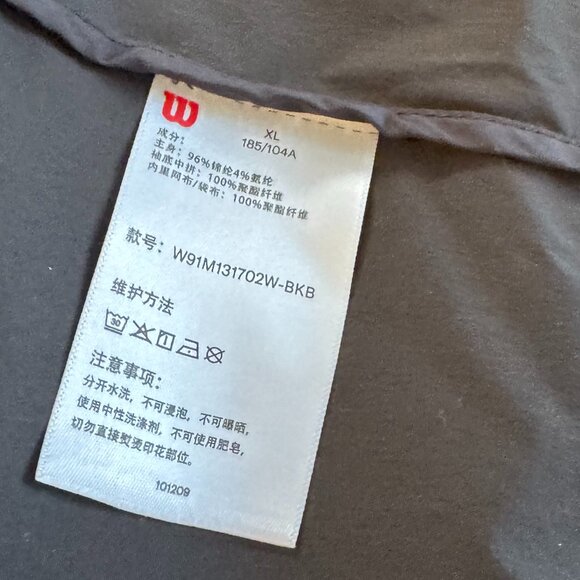 W
XL
185/104A
成分:
主身: 96%锦纶4%氨纶
袖底中拼: 100%聚酯纤维
内里网布/袋布: 100%聚酯纤维
款号: W91M131702W-BKB
维护方法
30
注意事项:
分开水洗, 不可浸泡, 不可曝晒,
使用中性洗涤剂, 不可使用肥皂,
切勿直接熨烫印花部位。
101209